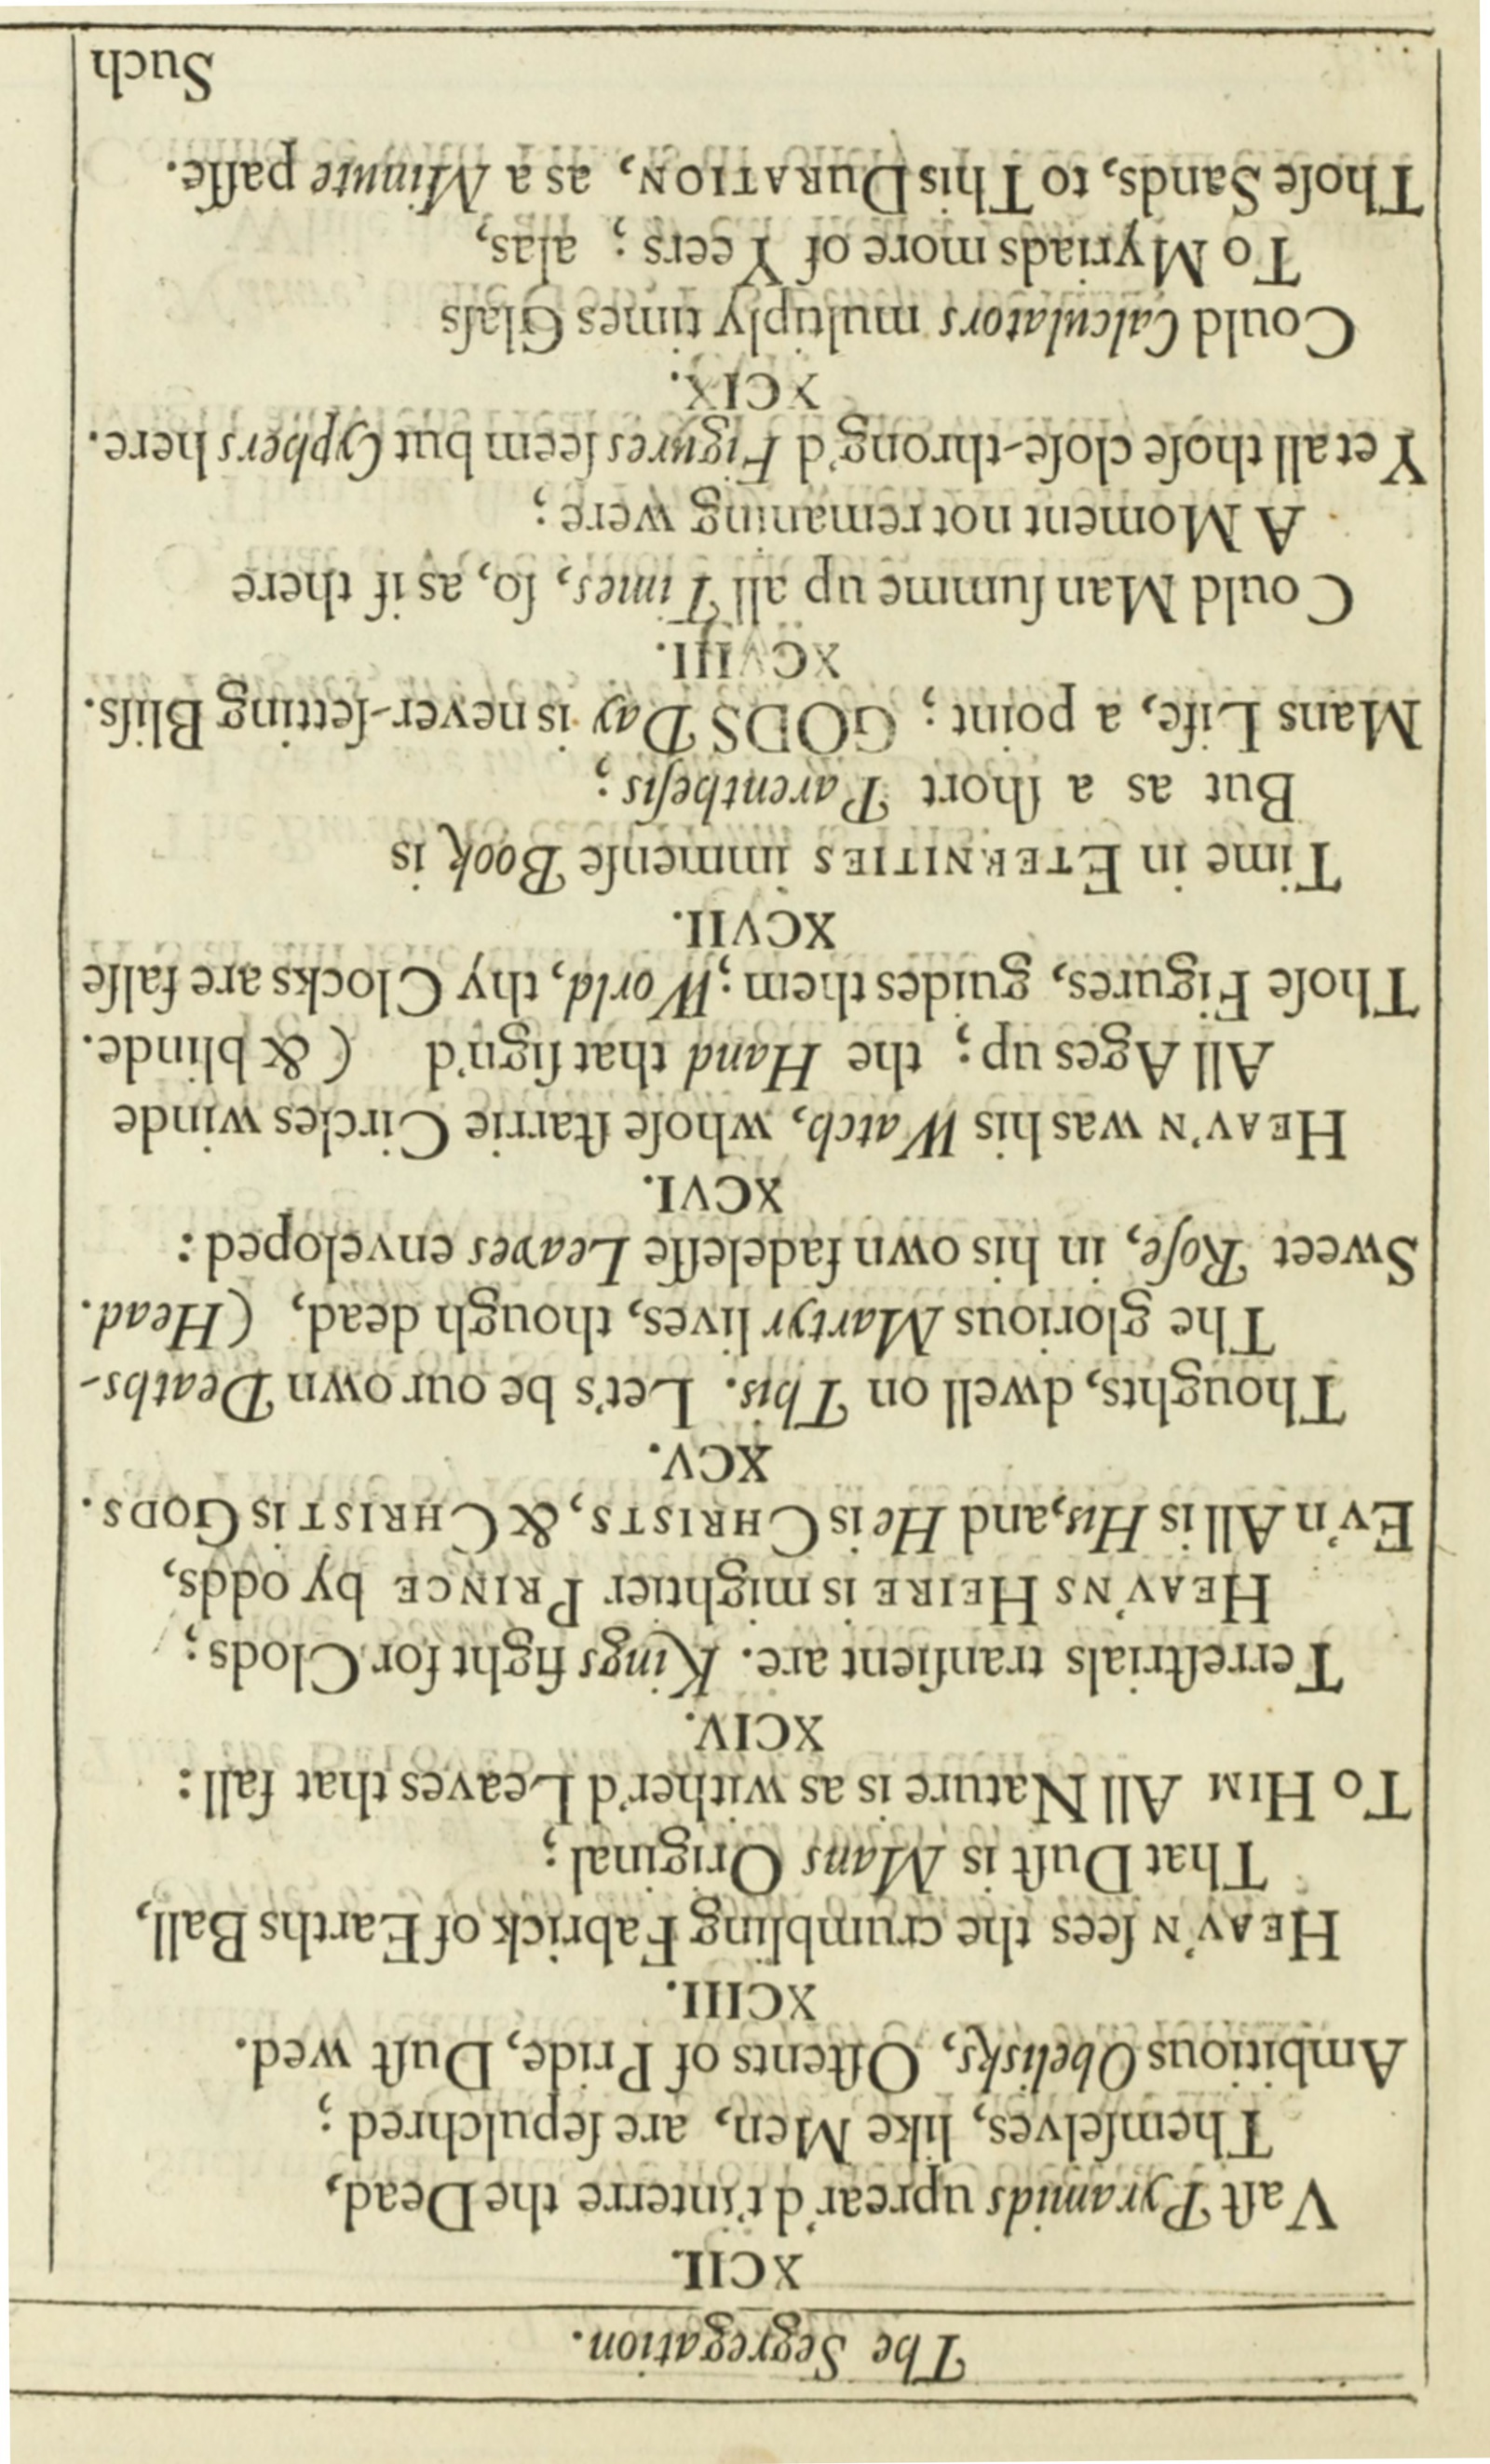 The Segregation.
XCII.
Vaſt Pyramids uprear'd t'interre the Dead,
Themſelves, like Men, are ſepulchred;
Ambitious Obelisks, Oſtents of Pride, Duſt wed.
XCIII.
HEAV'N ſees the crumbling Fabrick of Earths Ball,
That Duſt is Mans Original;
To HIM All Nature is as wither'd Leaves that fall:
XCIV.
Terreſtrials tranſient are. Kings fight for Clods;
HEAV'NS HEIRE is mightier PRINCE by odds,
Ev'n All is His, and He is CHRISTS, & CHRIST is GODS.
XCV.
Thoughts, dwell on This. Let's be our own Deaths-
The glorious Martyr lives, though dead, (Head.
Sweet Roſe, in his own fadeleſſe Leaves enveloped:
XCVI.
HEAV'N was his Watch, whoſe ſtarrie Circles winde
All Ages up; the Hand that ſign'd (& blinde.
Thoſe Figures, guides them; World, thy Clocks are falſe
XCVII.
Time in ETERNITIES immenſe Book is
But as a ſhort Parentheſis;
Mans Life, a point; GODS Day is never-ſetting Bliſs.
XCVIII.
Could Man ſumme up all Times, ſo, as if there
A Moment not remaining were;
Yet all thoſe cloſe-throng'd Figures ſeem but Cyphers here.
XCIX.
Could Calculators multiply times Glaſs
To Myriads more of Yeers; alas,
Thoſe Sands, to This DURATION, as a Minute paſſe.
Such